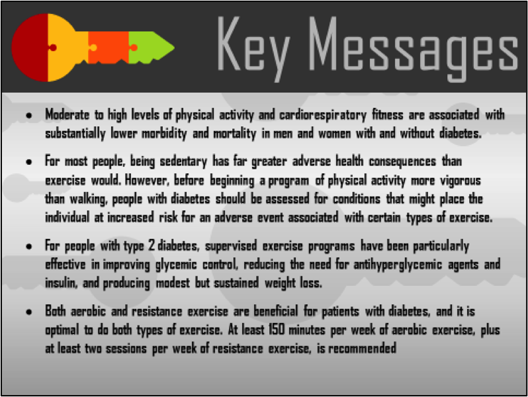 Key Messages
• Moderate to high levels of physical activity and cardiorespiratory fitness are associated with
substantially lower morbidity and mortality in men and women with and without diabetes.
• For most people, being sedentary has far greater adverse health consequences than
exercise would. However, before beginning a program of physical activity more vigorous
than walking, people with diabetes should be assessed for conditions that might place the
individual at increased risk for an adverse event associated with certain types of exercise.
• For people with type 2 diabetes, supervised exercise programs have been particularly
effective in improving glycemic control, reducing the need for antihyperglycemic agents and
insulin, and producing modest but sustained weight loss.
• Both aerobic and resistance exercise are beneficial for patients with diabetes, and it is
optimal to do both types of exercise. At least 150 minutes per week of aerobic exercise, plus
at least two sessions per week of resistance exercise, is recommended